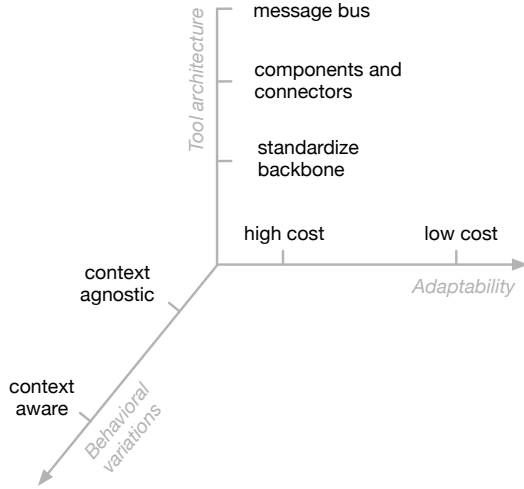 message bus
Tool architecture
components and
connectors
standardize
backbone
high cost
low cost
Adaptability
context
agnostic
context
aware
Behavioral
variations